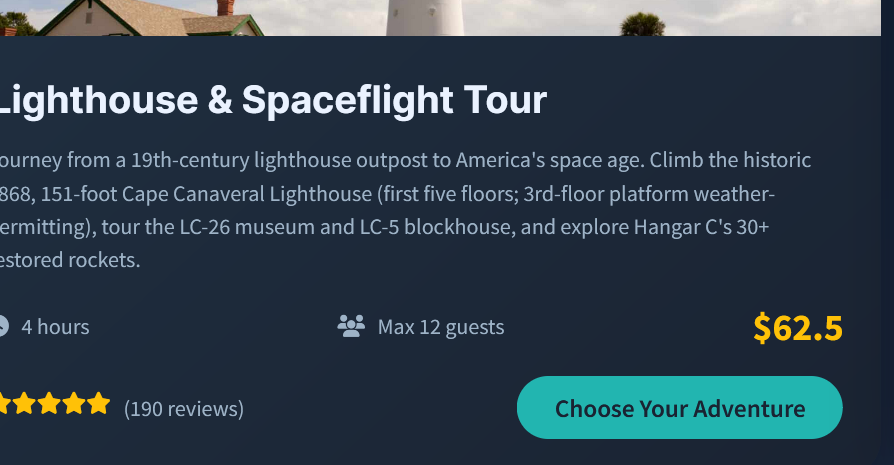 Lighthouse & Spaceflight Tour
ourney from a 19th-century lighthouse outpost to America's space age. Climb the historic
868, 151-foot Cape Canaveral Lighthouse (first five floors; 3rd-floor platform weather-
ermitting), tour the LC-26 museum and LC-5 blockhouse, and explore Hangar C's 30+
estored rockets.
4 hours
Max 12 guests
$62.5
(190 reviews)
Choose Your Adventure